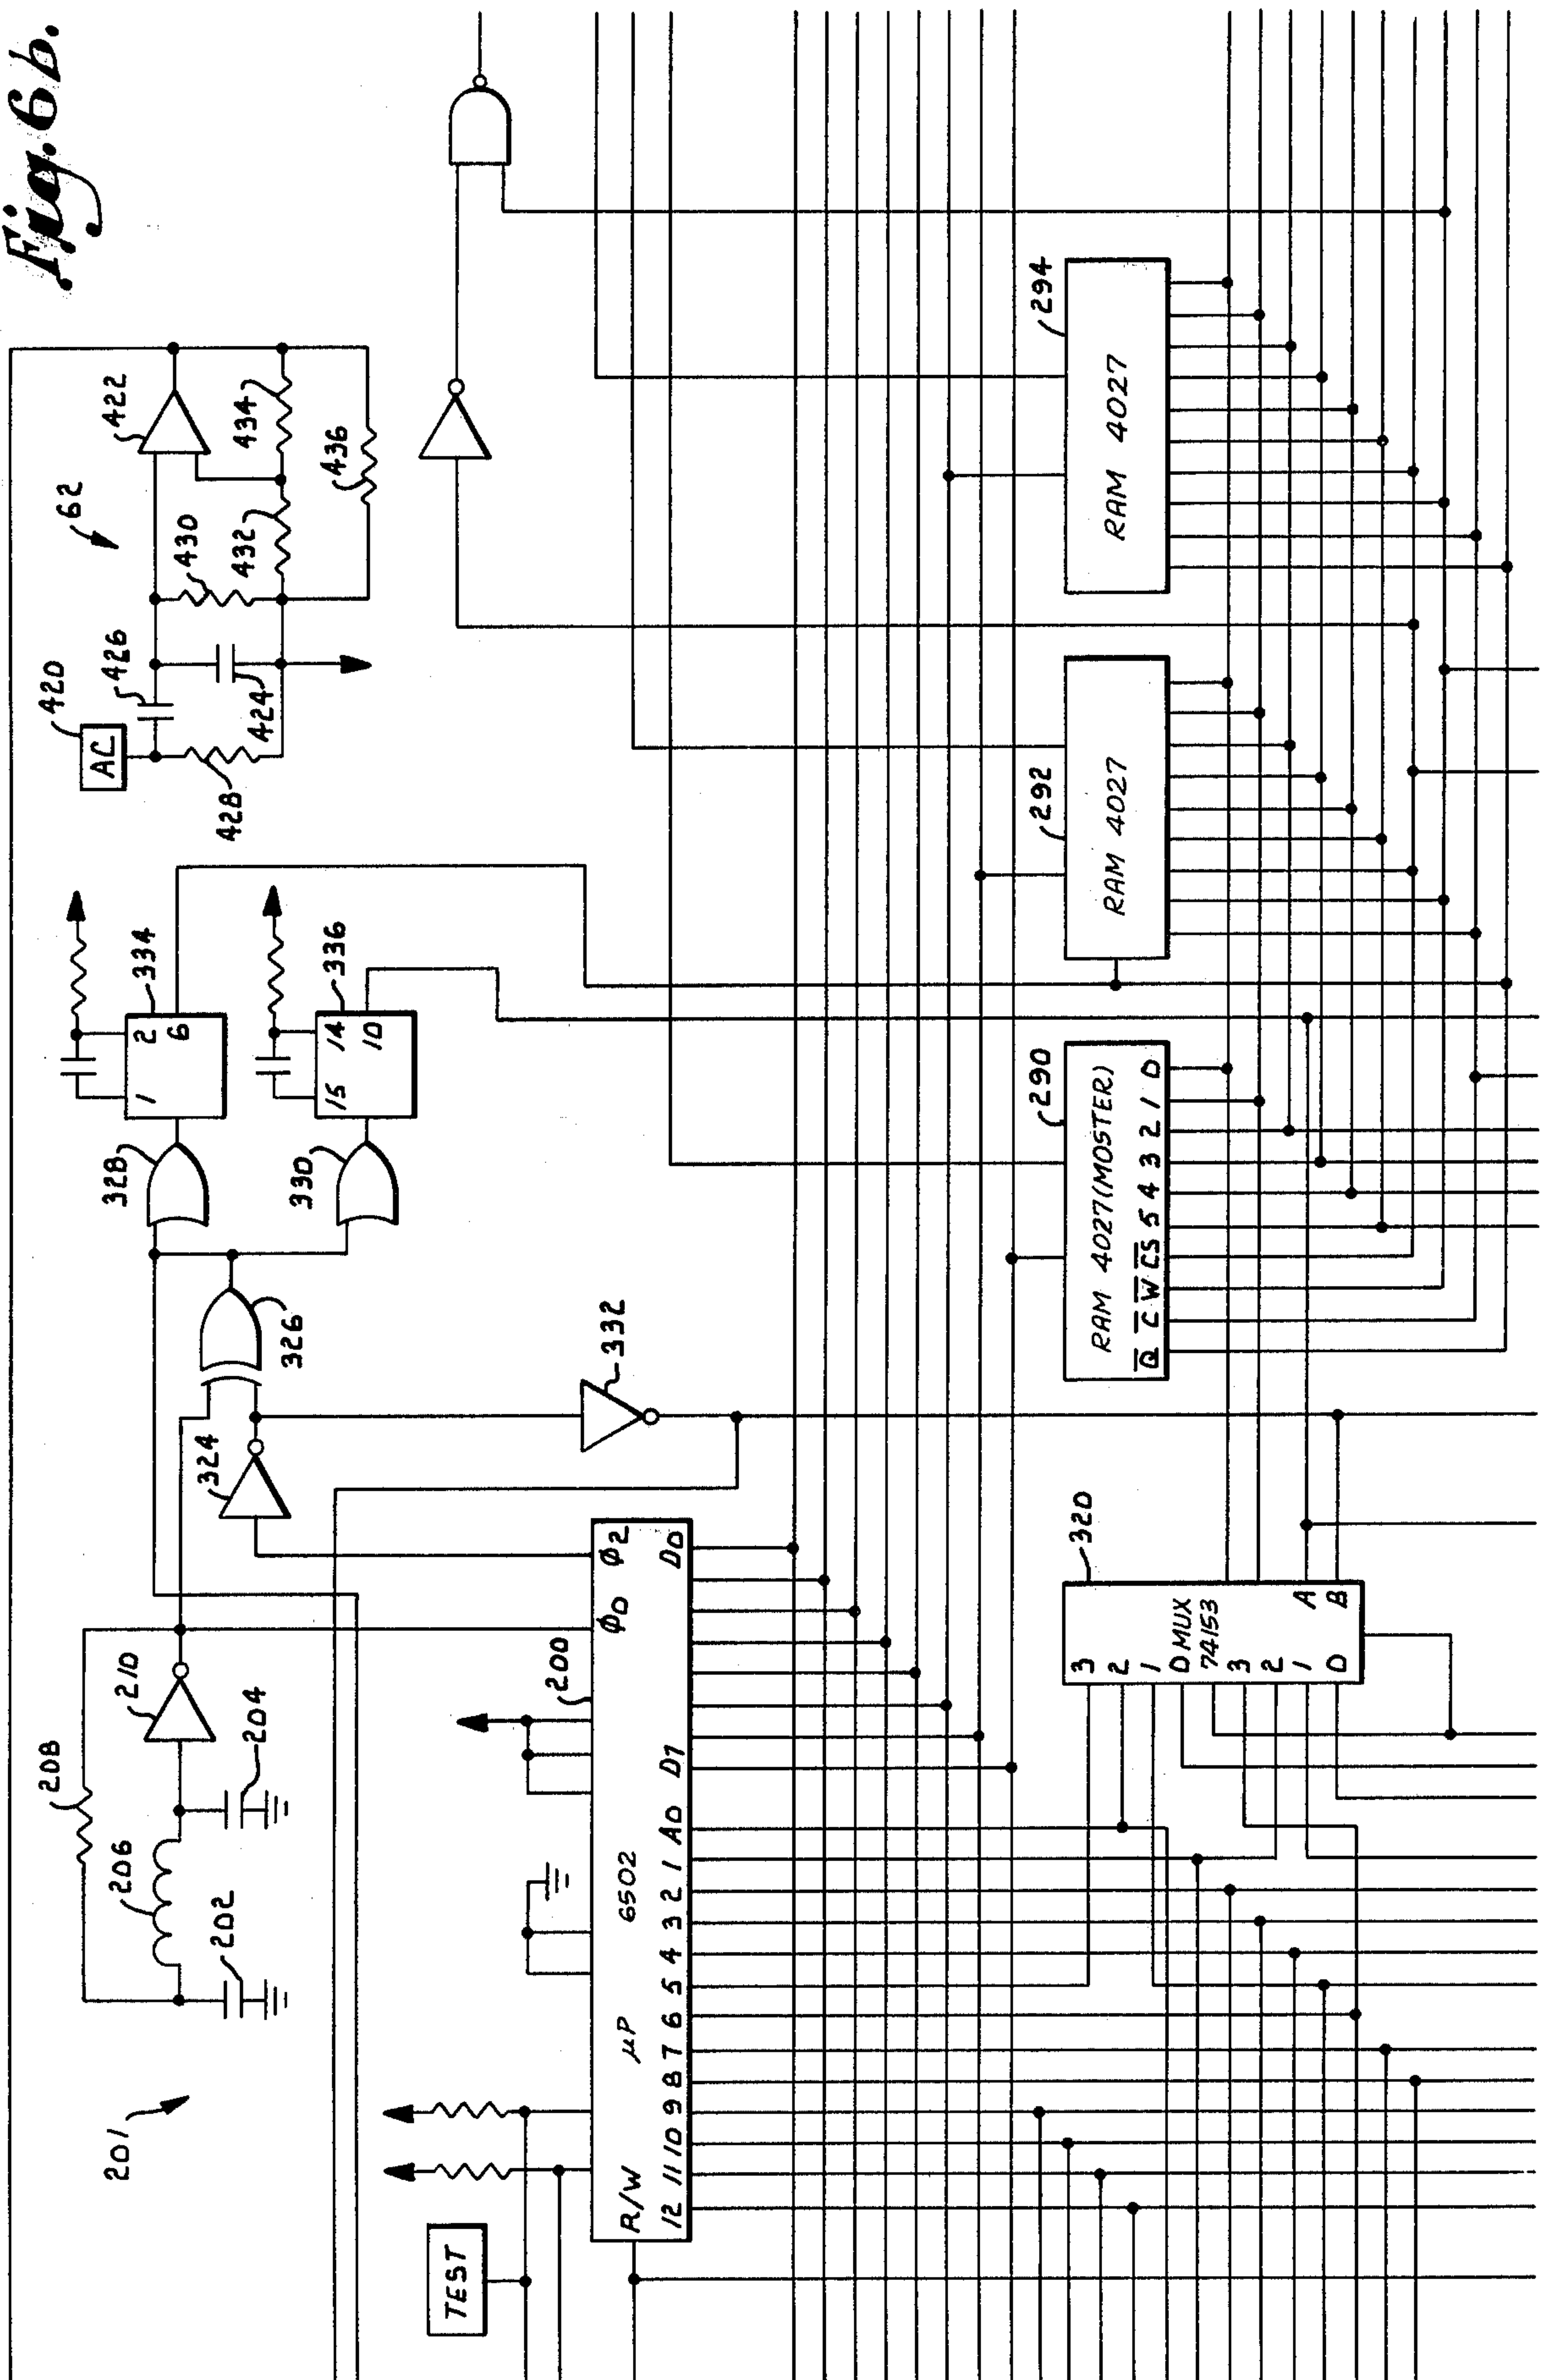 Fig. 6b.
201
202
204
206
208
210
TEST
R/W
μP
6502
200
φ0
φ2
12 11 10 9 8 7 6 5 4 3 2 1 A0
D7
D0
324
326
328
330
332
1 2
6
334
15 14
10
336
AC
420
422
424
426
428
430
432
434
436
62
320
3
2
1
0 MUX
74153
3
2
1
0
A
B
RAM 4027 (MOSTER)
290
Q C W CS 5 4 3 2 1 0
RAM 4027
292
RAM 4027
294